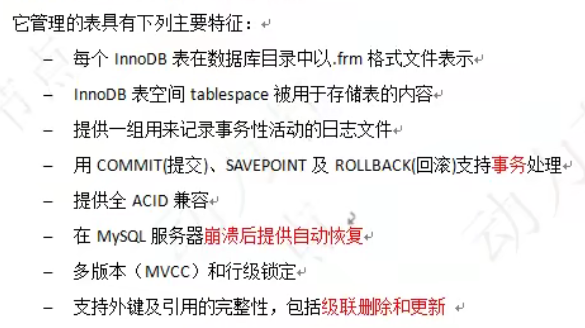 它管理的表具有下列主要特征：
– 每个 InnoDB 表在数据库目录中以.frm 格式文件表示
– InnoDB 表空间 tablespace 被用于存储表的内容
– 提供一组用来记录事务性活动的日志文件
– 用 COMMIT(提交)、SAVEPOINT 及 ROLLBACK(回滚)支持事务处理
– 提供全 ACID 兼容
– 在 MySQL 服务器崩溃后提供自动恢复
– 多版本（MVCC）和行级锁定
– 支持外键及引用的完整性，包括级联删除和更新